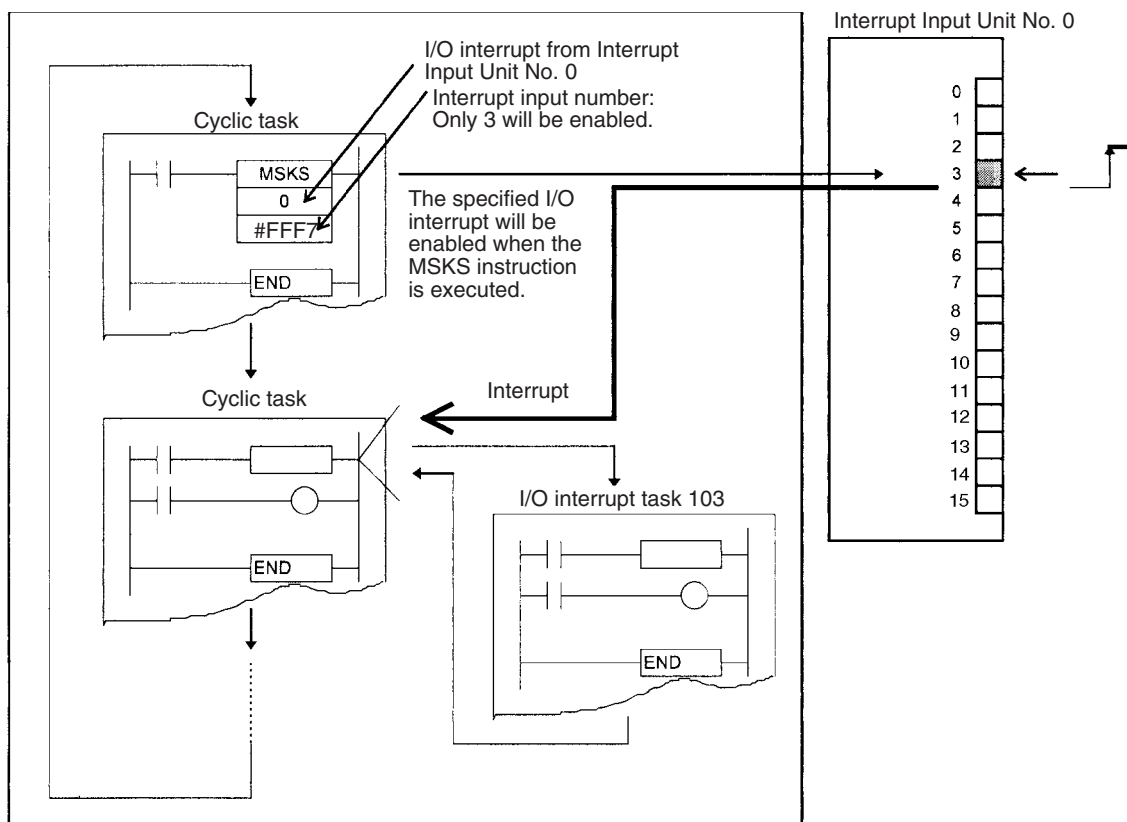 Interrupt Input Unit No. 0
I/O interrupt from Interrupt
Input Unit No. 0
Interrupt input number:
Only 3 will be enabled.
Cyclic task
MSKS
0
#FFF7
END
The specified I/O
interrupt will be
enabled when the
MSKS instruction
is executed.
0
1
2
3
4
5
6
7
8
9
10
11
12
13
14
15
Cyclic task
Interrupt
END
I/O interrupt task 103
END